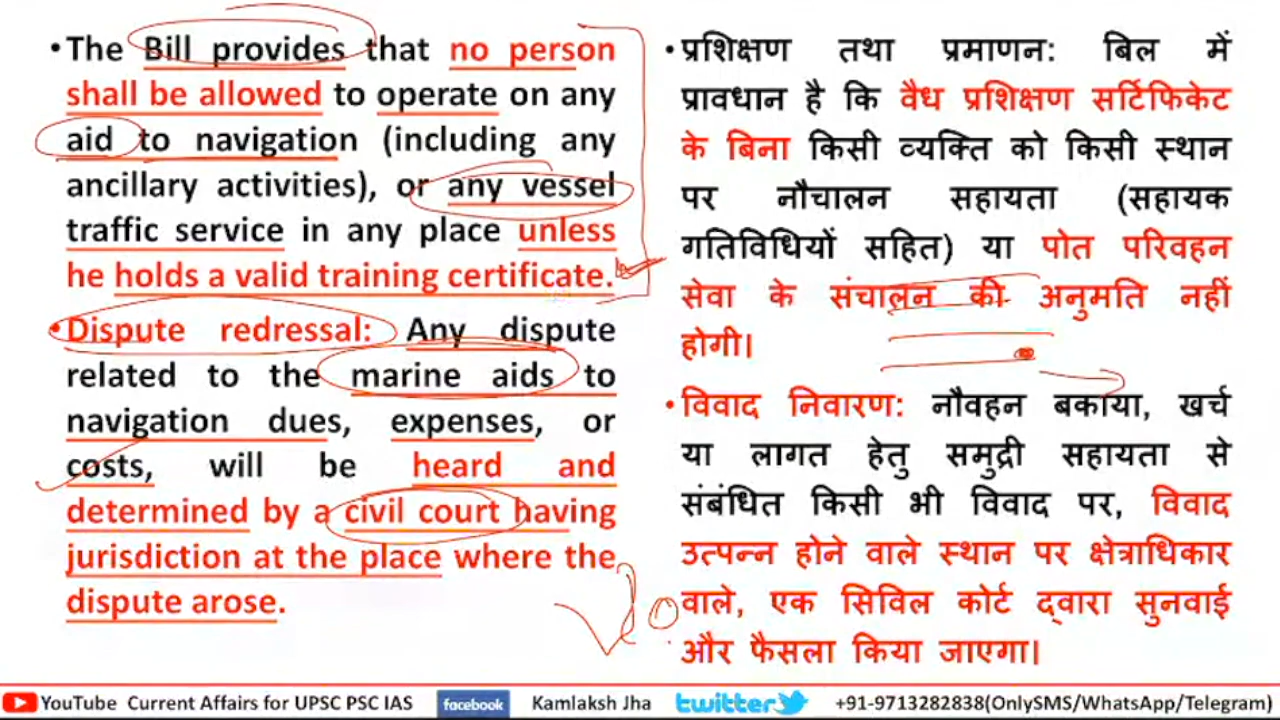 •The Bill provides that no person
shall be allowed to operate on any
aid to navigation (including any
ancillary activities), or any vessel
traffic service in any place unless
he holds a valid training certificate.
•Dispute redressal: Any dispute
related to the marine aids to
navigation dues, expenses, or
costs, will be heard and
determined by a civil court having
jurisdiction at the place where the
dispute arose.
•प्रशिक्षण तथा प्रमाणन: बिल में
प्रावधान है कि वैध प्रशिक्षण सर्टिफिकेट
के बिना किसी व्यक्ति को किसी स्थान
पर नौचालन सहायता (सहायक
गतिविधियों सहित) या पोत परिवहन
सेवा के संचालन की अनुमति नहीं
होगी।
•विवाद निवारण: नौवहन बकाया, खर्च
या लागत हेतु समुद्री सहायता से
संबंधित किसी भी विवाद पर, विवाद
उत्पन्न होने वाले स्थान पर क्षेत्राधिकार
वाले, एक सिविल कोर्ट द्वारा सुनवाई
और फैसला किया जाएगा।
YouTube Current Affairs for UPSC PSC IAS facebook Kamlaksh Jha twitter +91-9713282838(OnlySMS/WhatsApp/Telegram)